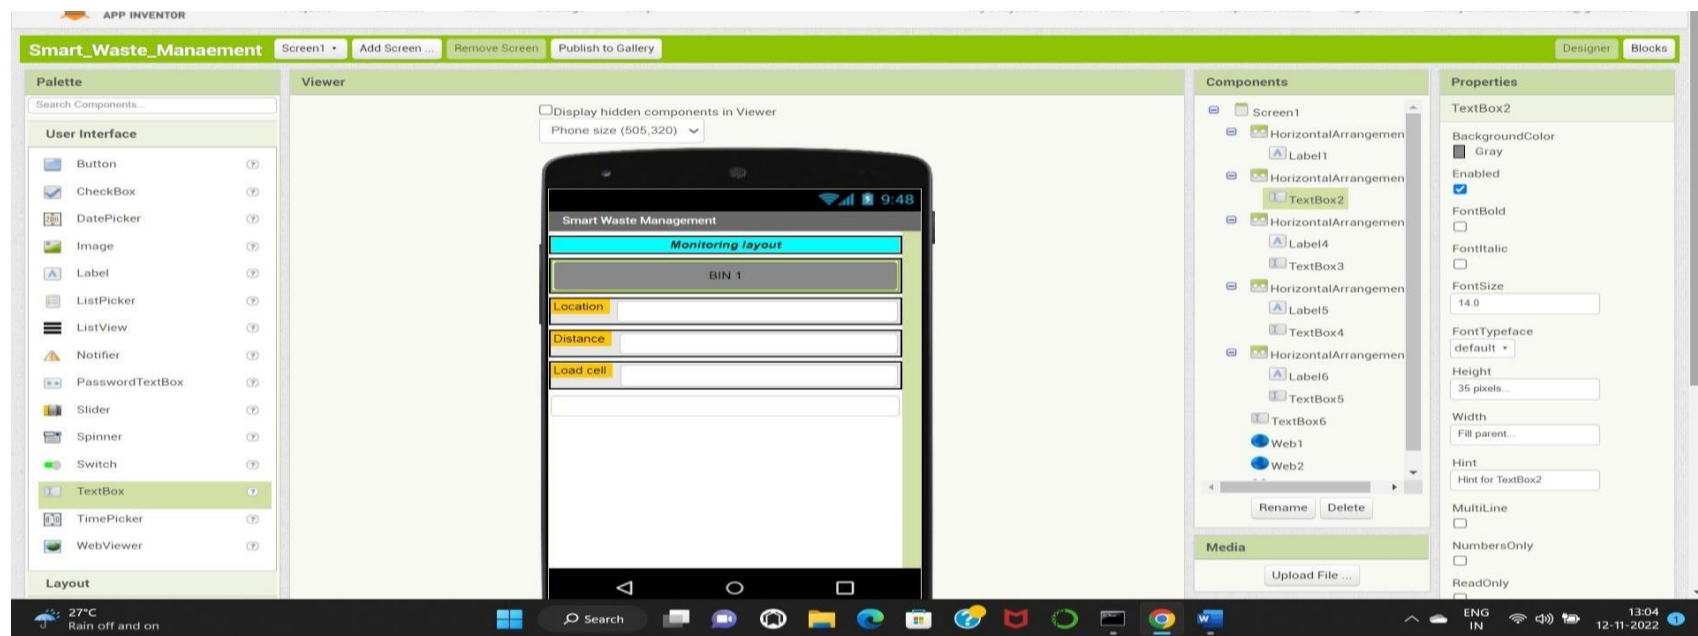 APP INVENTOR
Smart_Waste_Manaement
Screen1
Add Screen ...
Remove Screen
Publish to Gallery
Designer
Blocks
Palette
Search Components...
User Interface
Button
CheckBox
DatePicker
Image
Label
ListPicker
ListView
Notifier
PasswordTextBox
Slider
Spinner
Switch
TextBox
TimePicker
WebViewer
Layout
Viewer
Display hidden components in Viewer
Phone size (505,320)
9:48
Smart Waste Management
Monitoring layout
BIN 1
Location
Distance
Load cell
Components
Screen1
HorizontalArrangemen
Label1
HorizontalArrangemen
TextBox2
HorizontalArrangemen
Label4
TextBox3
HorizontalArrangemen
Label5
TextBox4
HorizontalArrangemen
Label6
TextBox5
TextBox6
Web1
Web2
Rename
Delete
Media
Upload File ...
Properties
TextBox2
BackgroundColor
Gray
Enabled
FontBold
FontItalic
FontSize
14.0
FontTypeface
default
Height
35 pixels...
Width
Fill parent...
Hint
Hint for TextBox2
MultiLine
NumbersOnly
ReadOnly
27°C
Rain off and on
Search
ENG
IN
13:04
12-11-2022
1